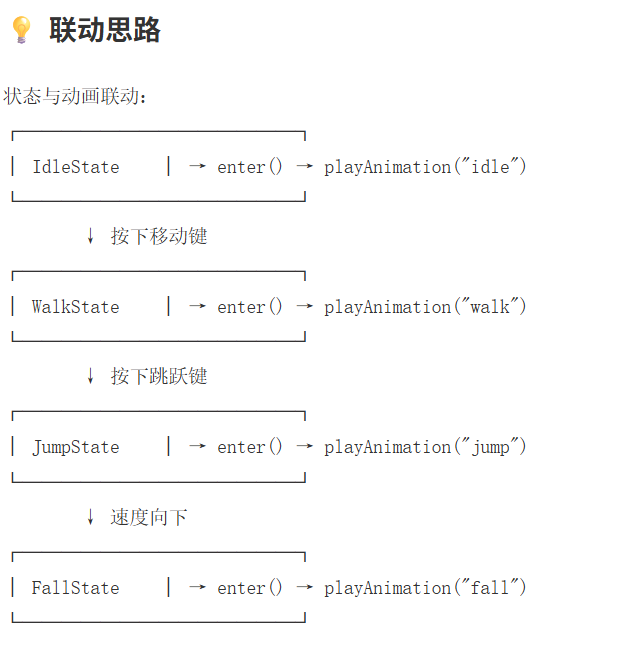 💡 联动思路
状态与动画联动：
┌─────────────────┐
│ IdleState │ → enter() → playAnimation("idle")
└─────────────────┘
↓ 按下移动键
┌─────────────────┐
│ WalkState │ → enter() → playAnimation("walk")
└─────────────────┘
↓ 按下跳跃键
┌─────────────────┐
│ JumpState │ → enter() → playAnimation("jump")
└─────────────────┘
↓ 速度向下
┌─────────────────┐
│ FallState │ → enter() → playAnimation("fall")
└─────────────────┘